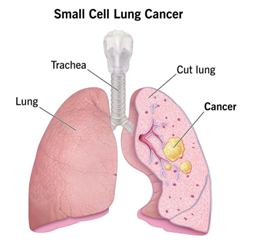 Small Cell Lung Cancer
Trachea
Cut lung
Lung
Cancer